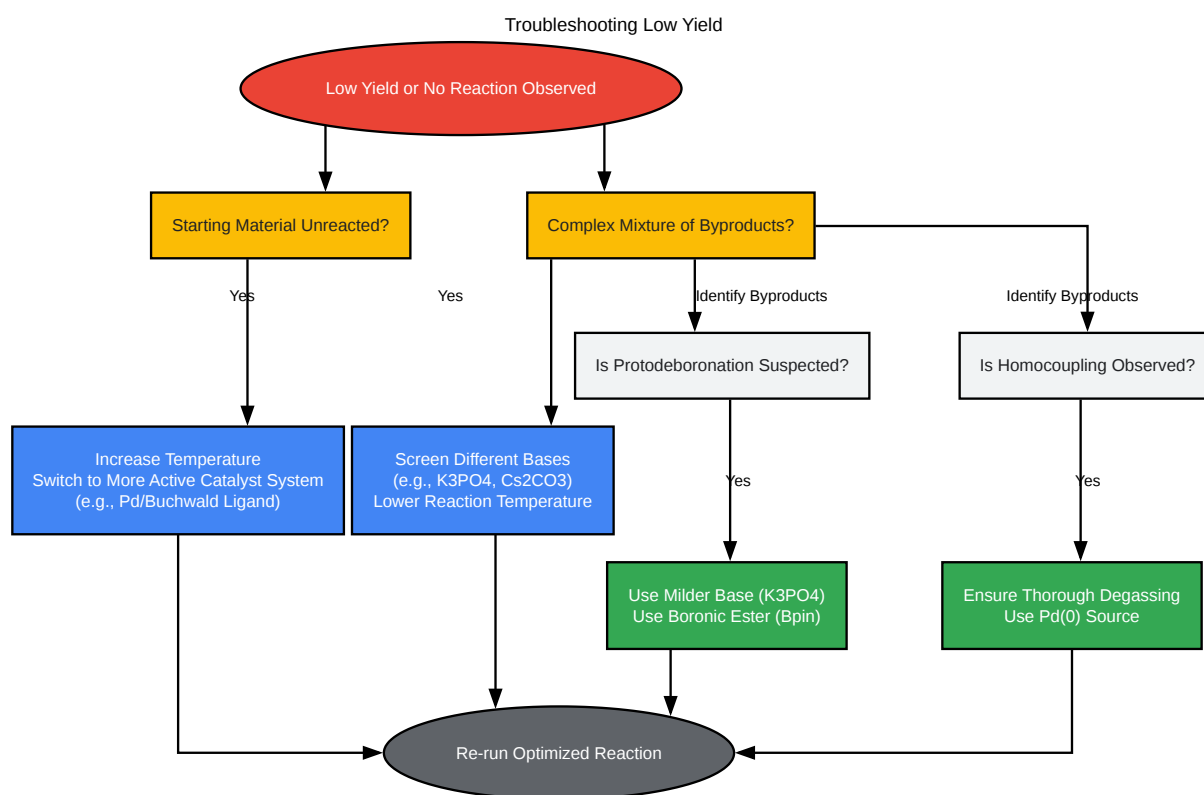 Troubleshooting Low Yield
Low Yield or No Reaction Observed
Starting Material Unreacted?
Complex Mixture of Byproducts?
Yes
Yes
Identify Byproducts
Identify Byproducts
Is Protodeboronation Suspected?
Is Homocoupling Observed?
Increase Temperature
Switch to More Active Catalyst System
(e.g., Pd/Buchwald Ligand)
Screen Different Bases
(e.g., K3PO4, Cs2CO3)
Lower Reaction Temperature
Yes
Yes
Use Milder Base (K3PO4)
Use Boronic Ester (Bpin)
Ensure Thorough Degassing
Use Pd(0) Source
Re-run Optimized Reaction